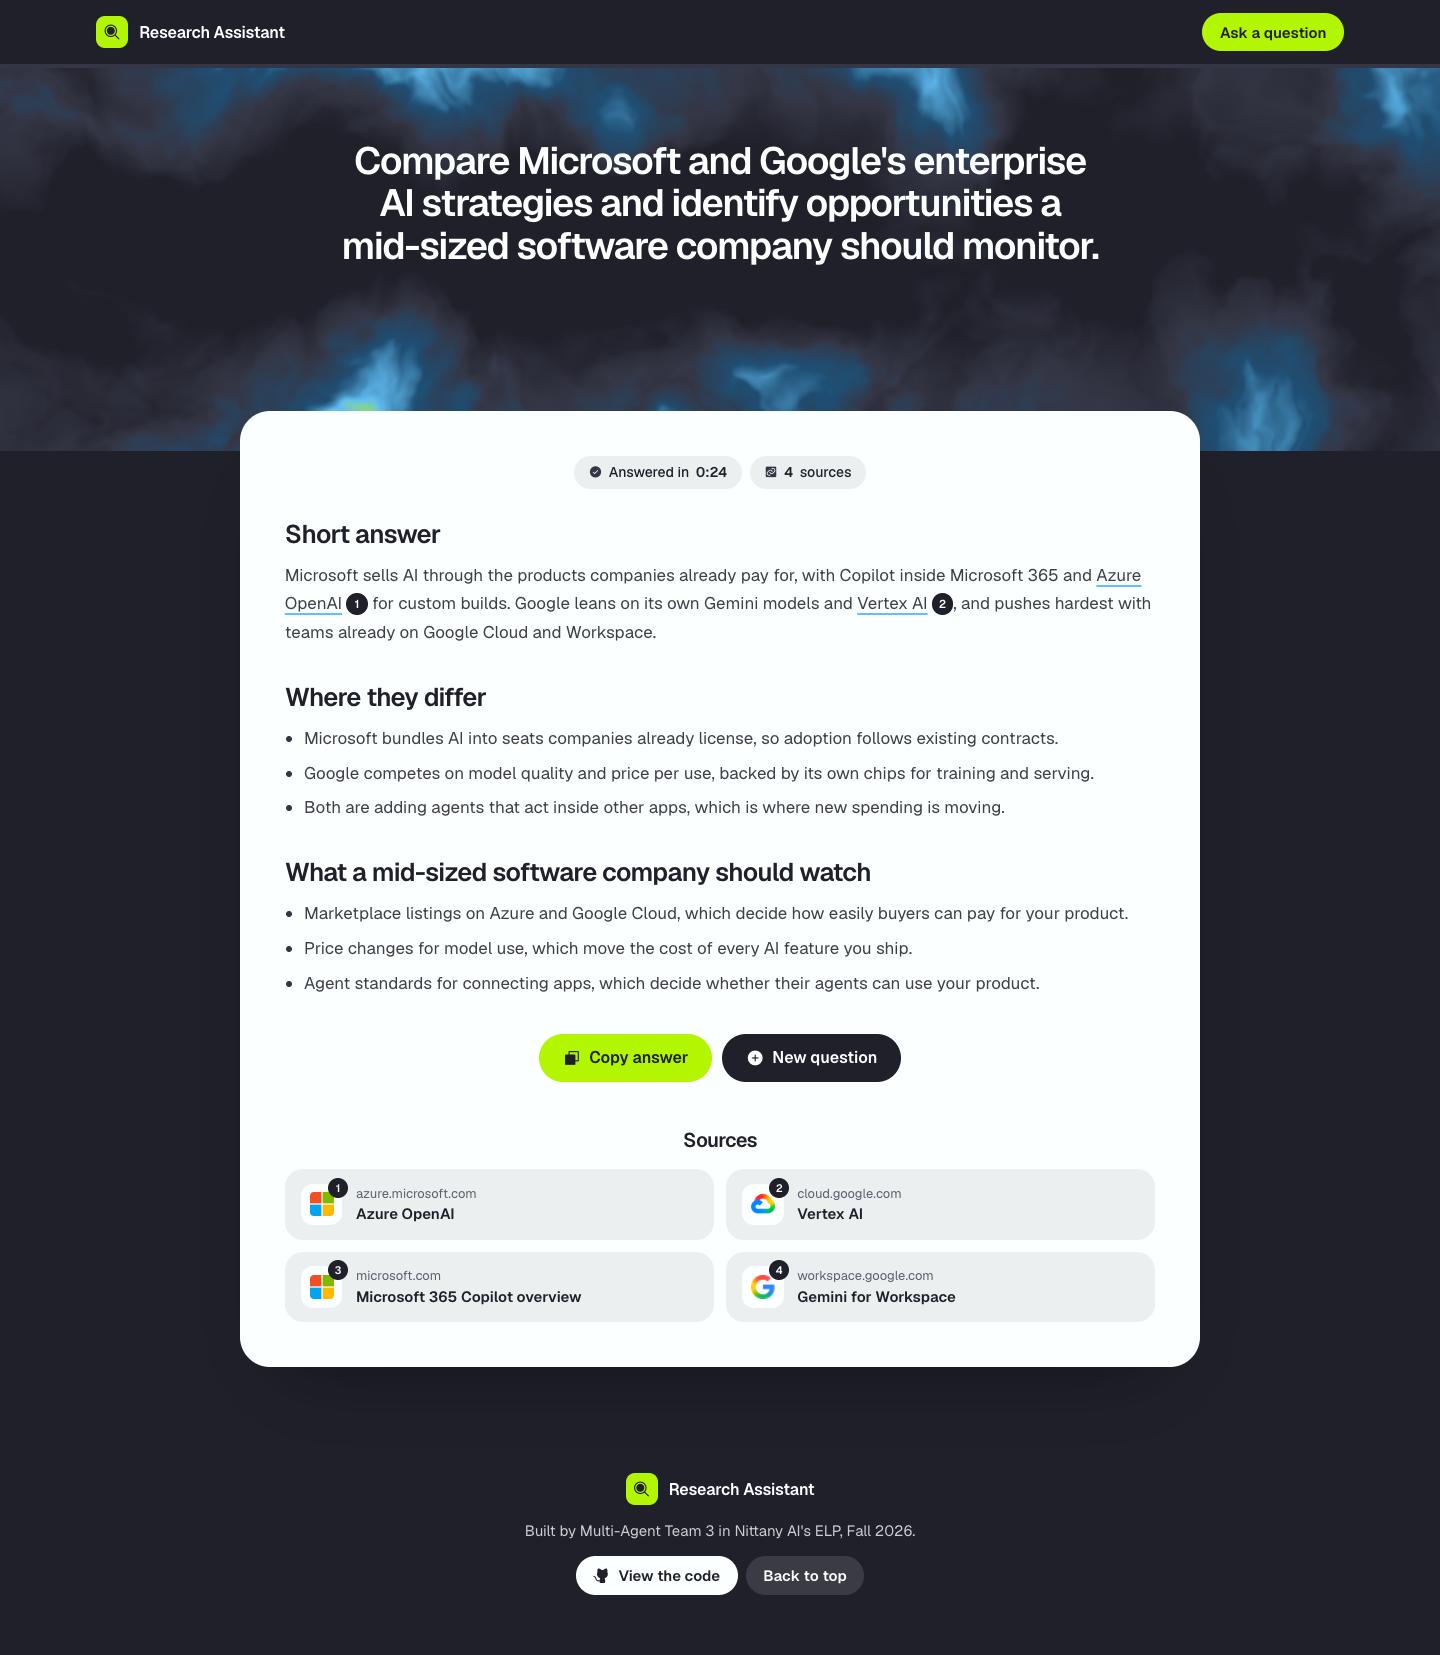 Research Assistant
Ask a question
Compare Microsoft and Google's enterprise
AI strategies and identify opportunities a
mid-sized software company should monitor.
Answered in 0:24
4 sources
Short answer
Microsoft sells AI through the products companies already pay for, with Copilot inside Microsoft 365 and Azure
OpenAI 1 for custom builds. Google leans on its own Gemini models and Vertex AI 2, and pushes hardest with
teams already on Google Cloud and Workspace.
Where they differ
• Microsoft bundles AI into seats companies already license, so adoption follows existing contracts.
• Google competes on model quality and price per use, backed by its own chips for training and serving.
• Both are adding agents that act inside other apps, which is where new spending is moving.
What a mid-sized software company should watch
• Marketplace listings on Azure and Google Cloud, which decide how easily buyers can pay for your product.
• Price changes for model use, which move the cost of every AI feature you ship.
• Agent standards for connecting apps, which decide whether their agents can use your product.
Copy answer
New question
Sources
1
azure.microsoft.com
Azure OpenAI
2
cloud.google.com
Vertex AI
3
microsoft.com
Microsoft 365 Copilot overview
4
workspace.google.com
Gemini for Workspace
Research Assistant
Built by Multi-Agent Team 3 in Nittany AI's ELP, Fall 2026.
View the code
Back to top